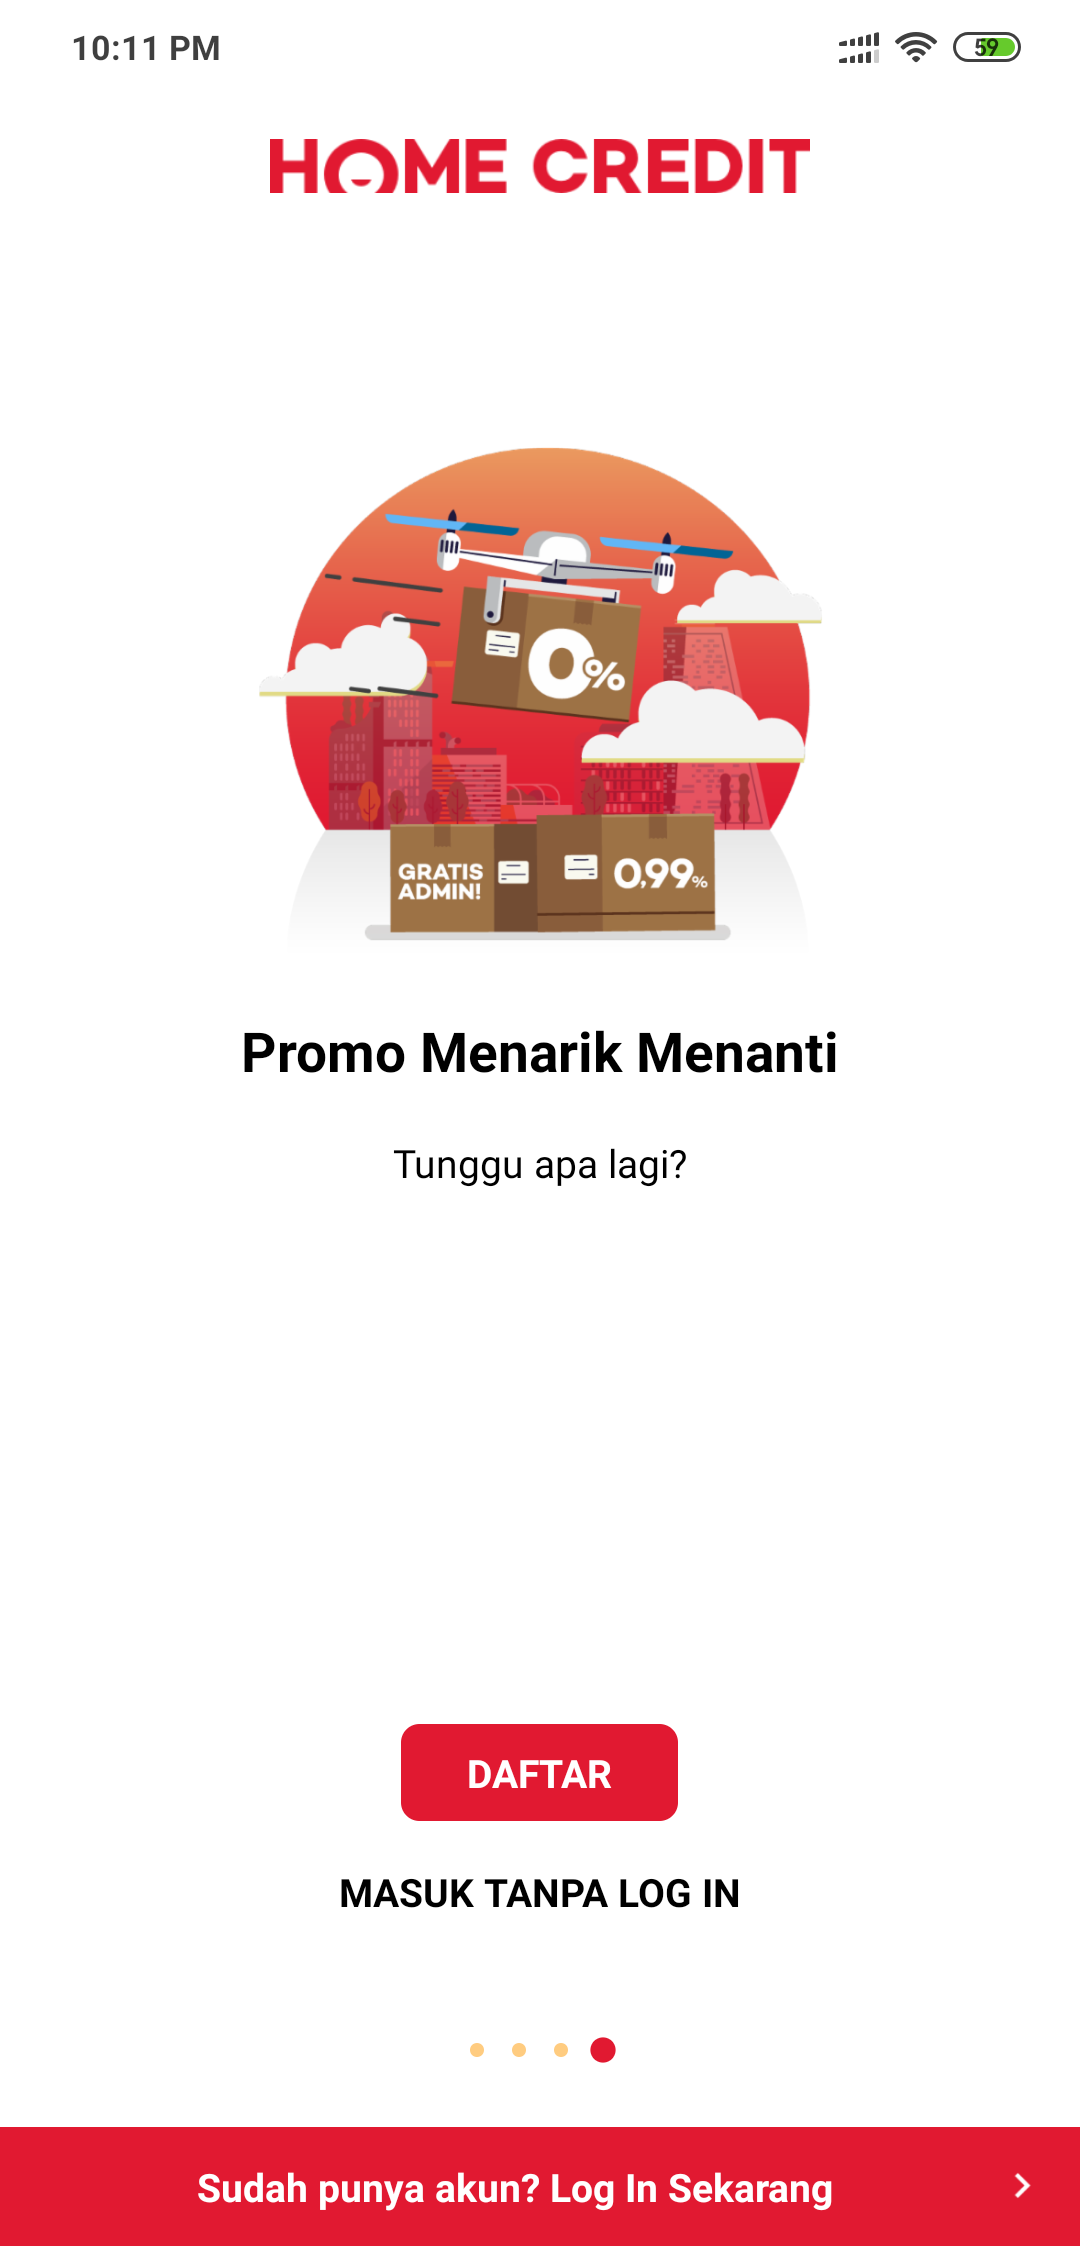 10:11 PM
59
HOME CREDIT
0%
GRATIS
ADMIN!
0,99%
Promo Menarik Menanti
Tunggu apa lagi?
DAFTAR
MASUK TANPA LOG IN
Sudah punya akun? Log In Sekarang